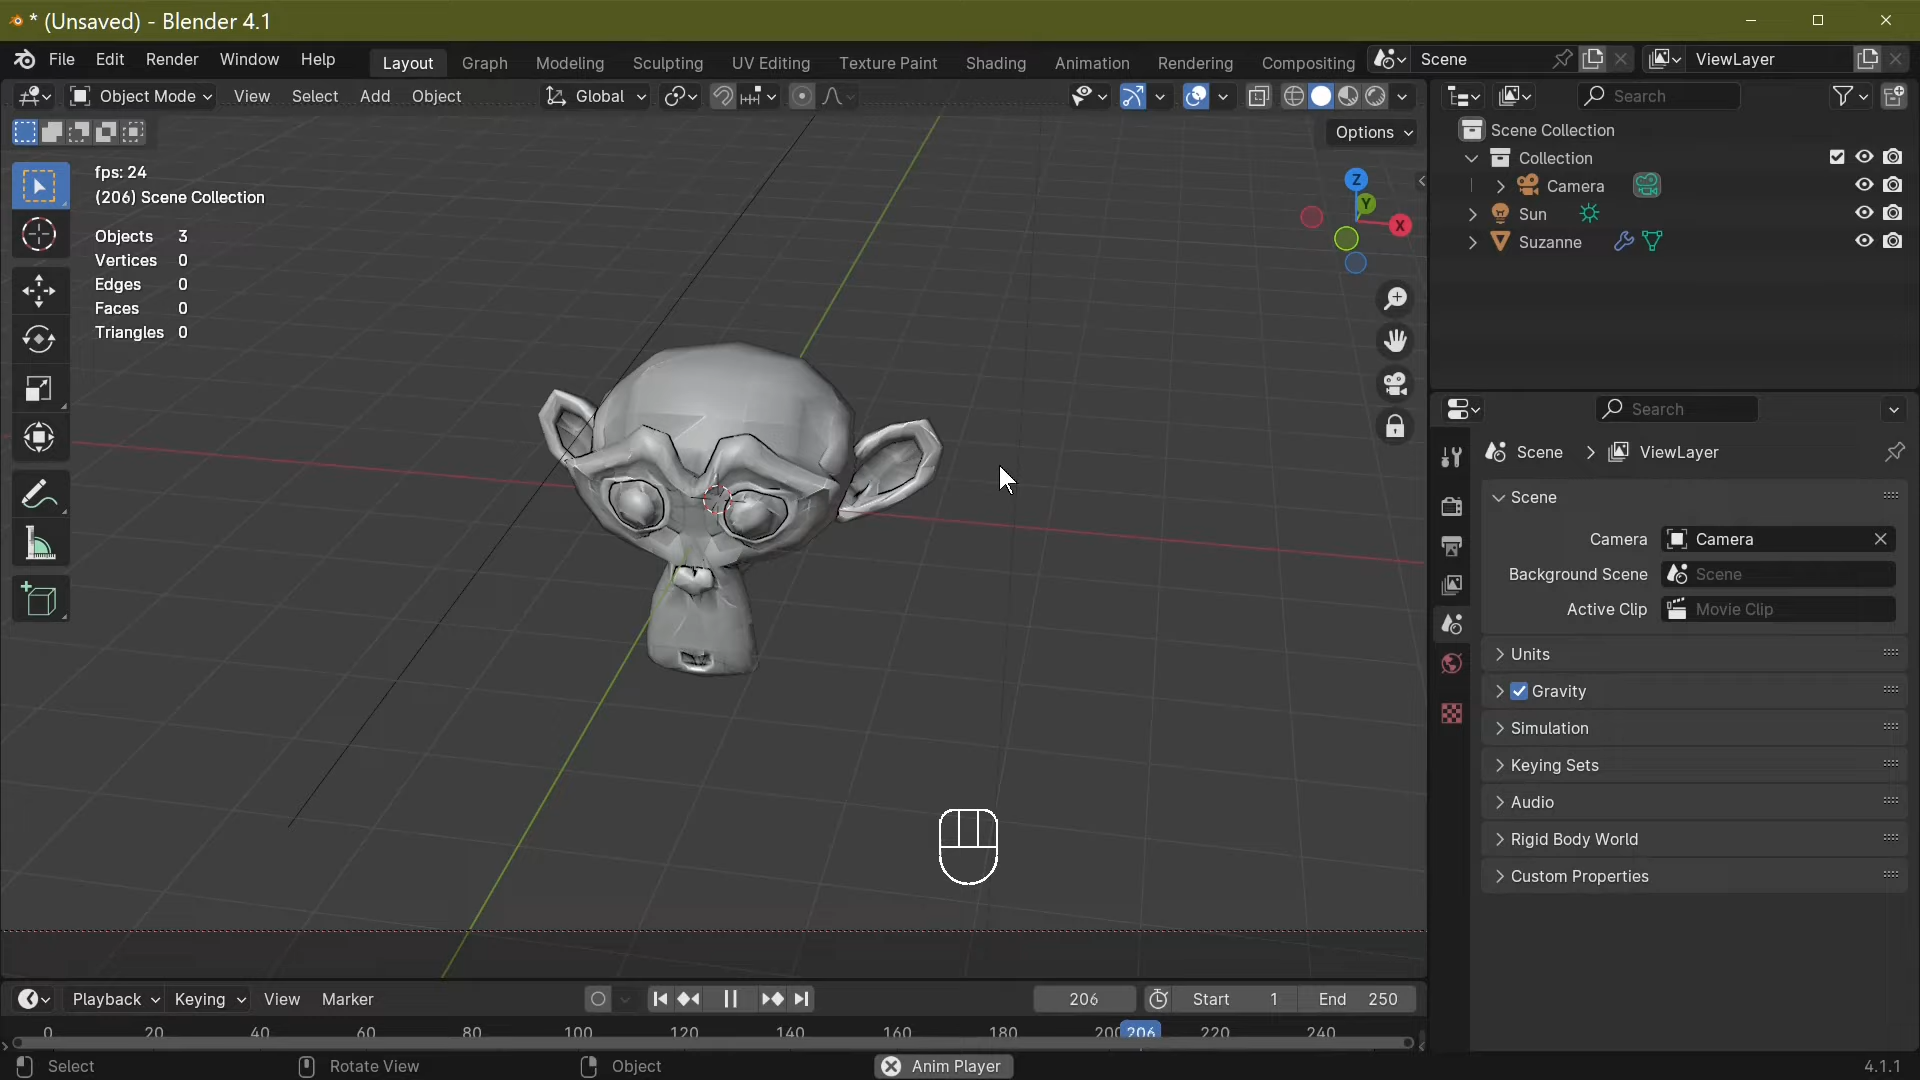 * (Unsaved) - Blender 4.1
File Edit Render Window Help Layout Graph Modeling Sculpting UV Editing Texture Paint Shading Animation Rendering Compositing Scene ViewLayer
Object Mode View Select Add Object Global Search
Options
fps: 24
(206) Scene Collection
Objects 3
Vertices 0
Edges 0
Faces 0
Triangles 0
Z
Y
X
Scene Collection
Collection
Camera
Sun
Suzanne
Search
Scene ViewLayer
Scene
Camera Camera
Background Scene Scene
Active Clip Movie Clip
Units
Gravity
Simulation
Keying Sets
Audio
Rigid Body World
Custom Properties
Playback Keying View Marker 206 Start 1 End 250
0 20 40 60 80 100 120 140 160 180 200 206 220 240
Select Rotate View Object Anim Player 4.1.1